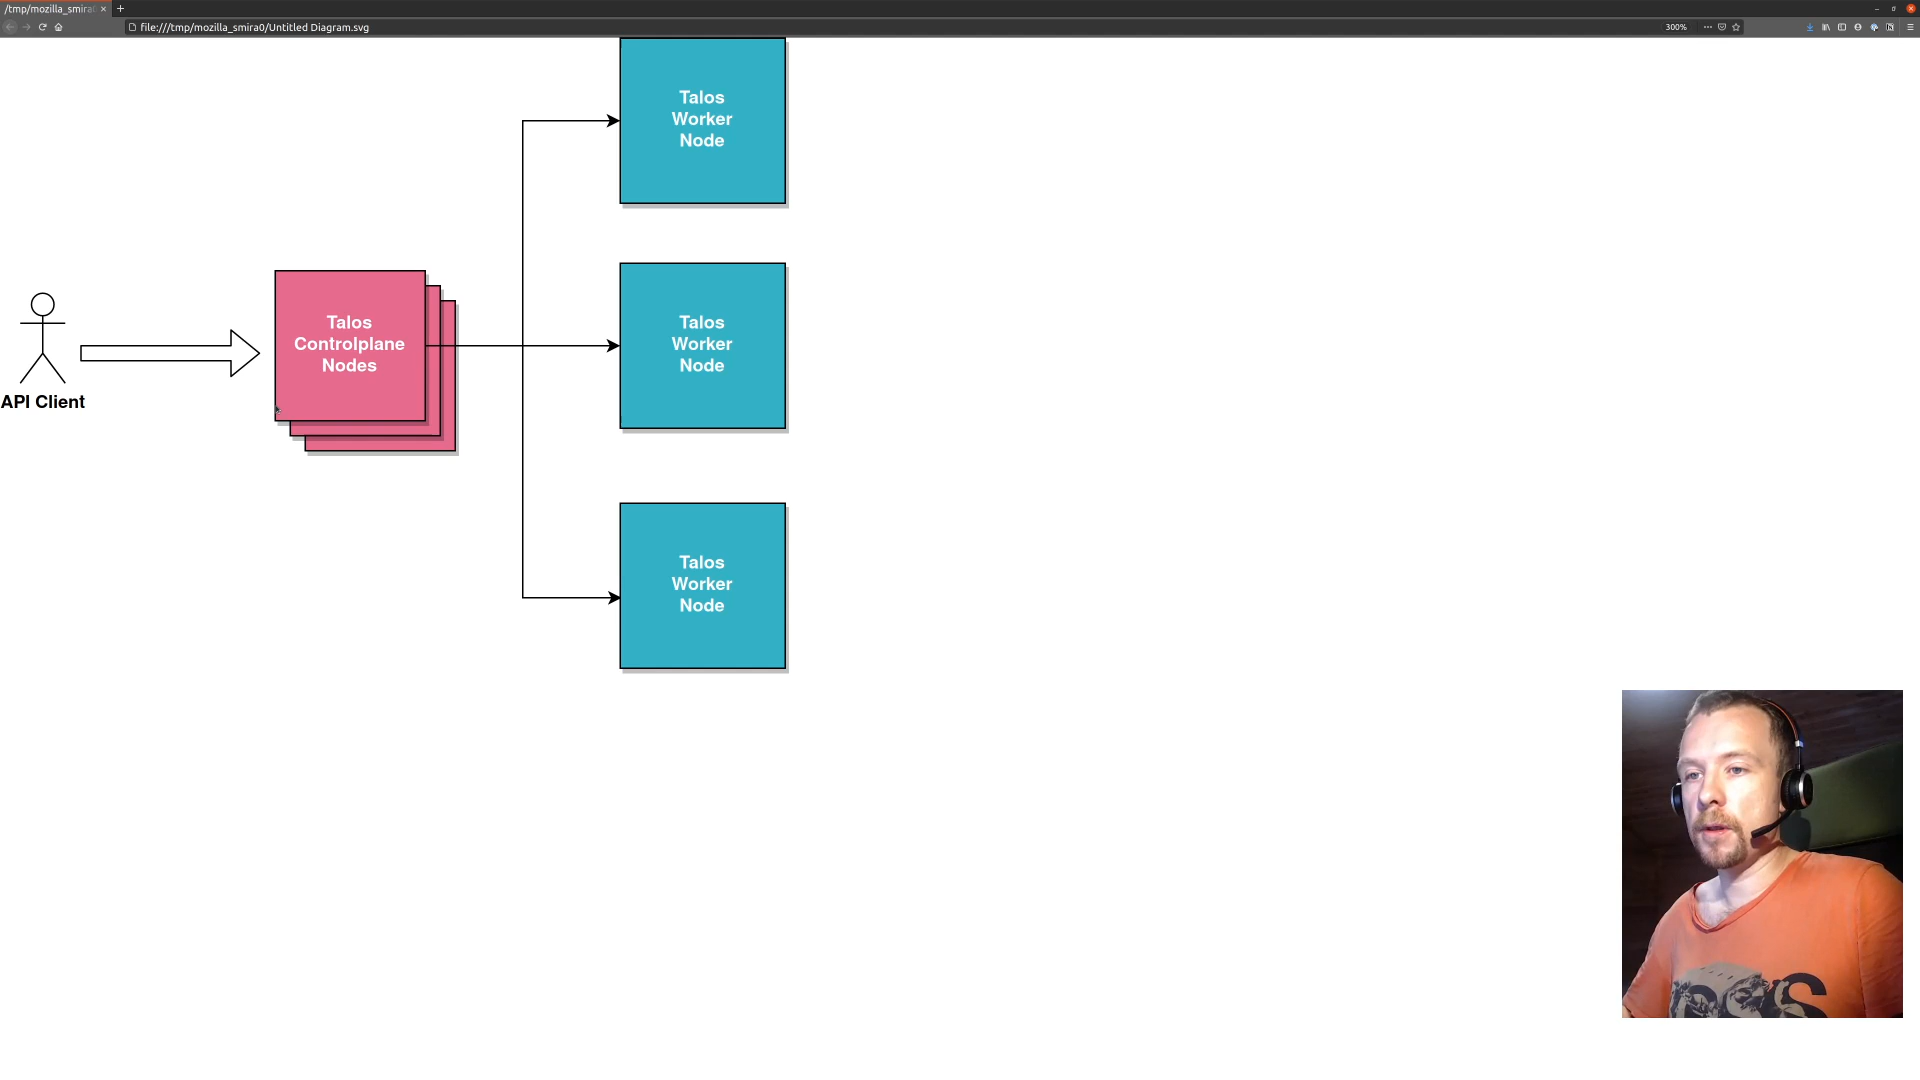 /tmp/mozilla_smira0
file:///tmp/mozilla_smira0/Untitled Diagram.svg
300%
Talos
Worker
Node
Talos
Controlplane
Nodes
Talos
Worker
Node
API Client
Talos
Worker
Node